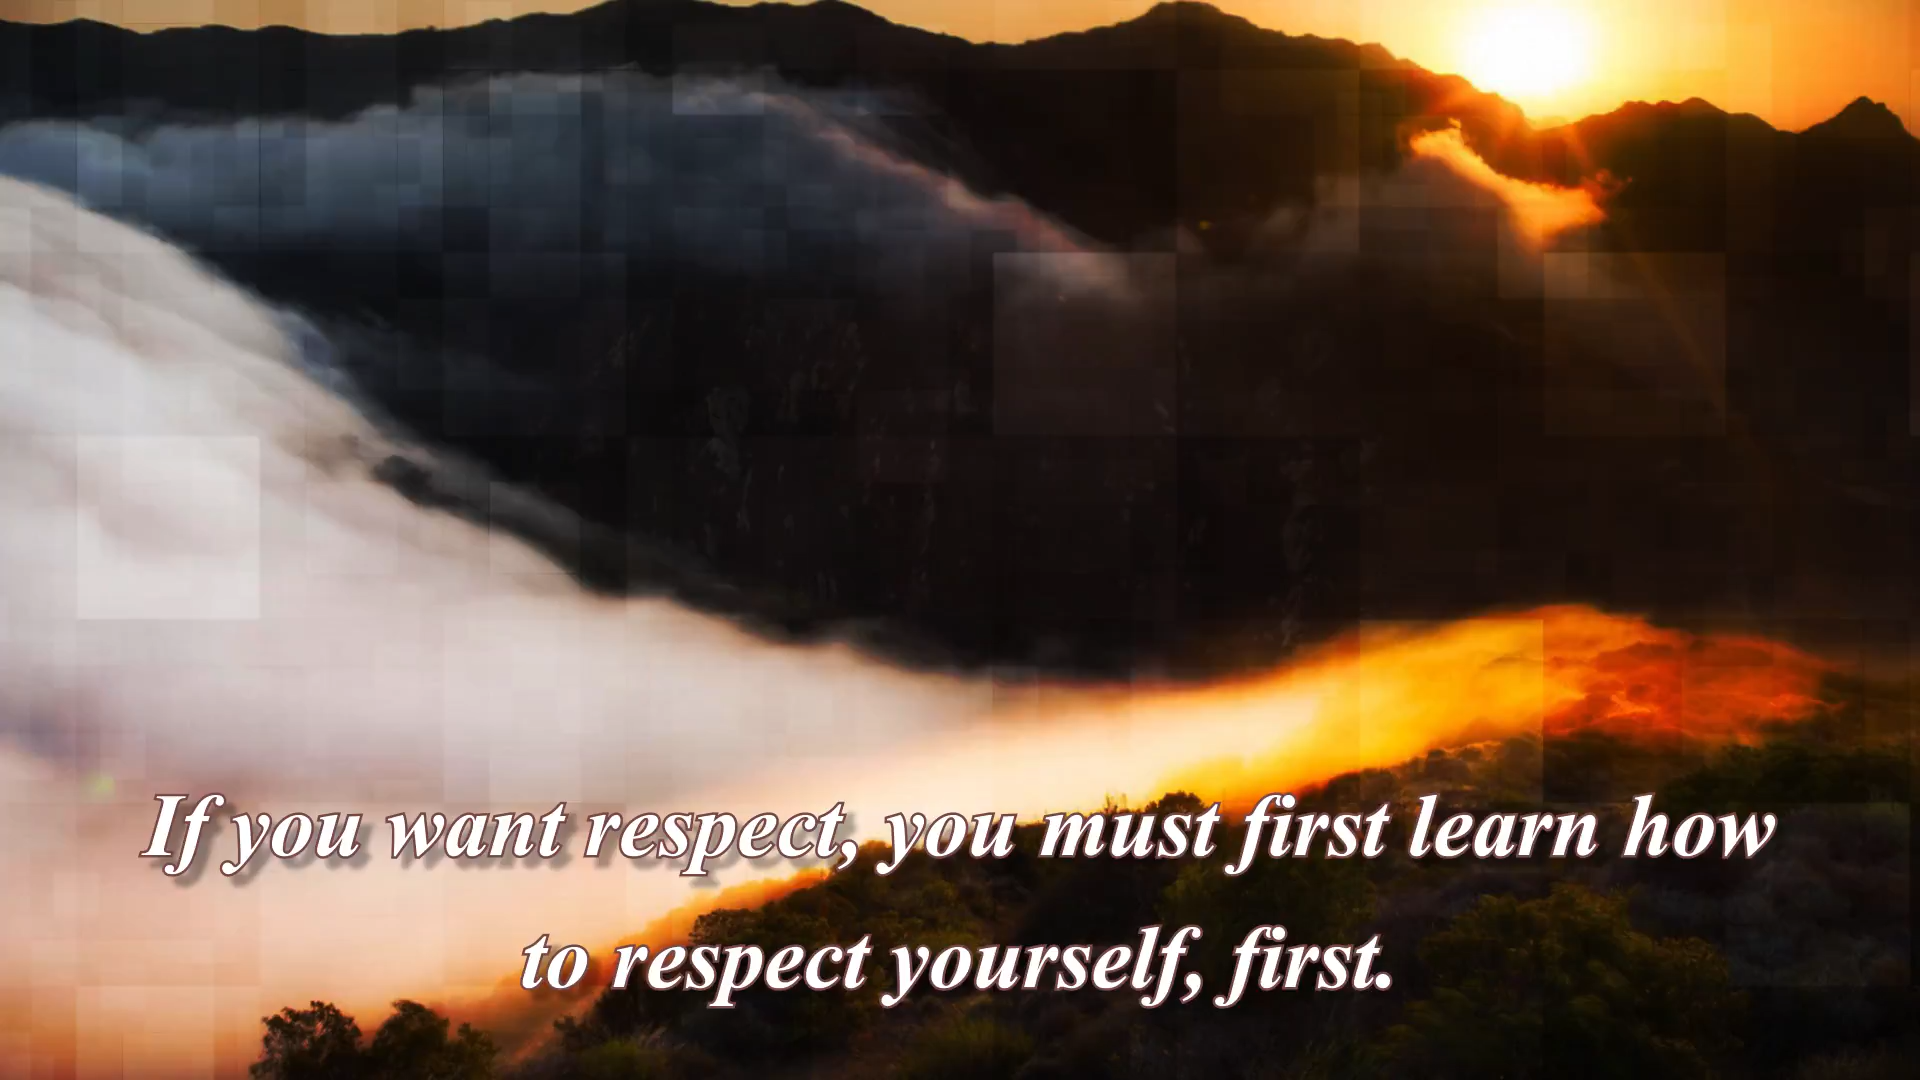 If you want respect, you must first learn how
to respect yourself, first.